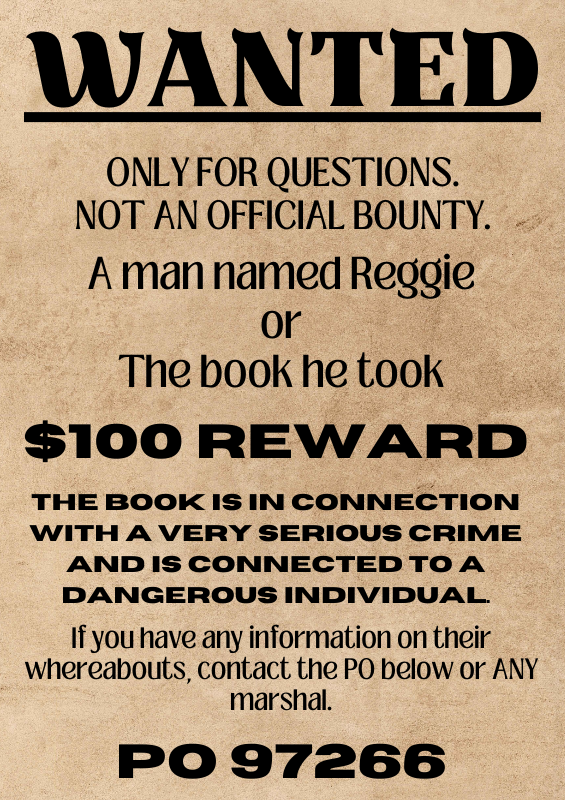 WANTED
ONLY FOR QUESTIONS.
NOT AN OFFICIAL BOUNTY.
A man named Reggie
or
The book he took
$100 REWARD
THE BOOK IS IN CONNECTION
WITH A VERY SERIOUS CRIME
AND IS CONNECTED TO A
DANGEROUS INDIVIDUAL.
If you have any information on their
whereabouts, contact the PO below or ANY
marshal.
PO 97266